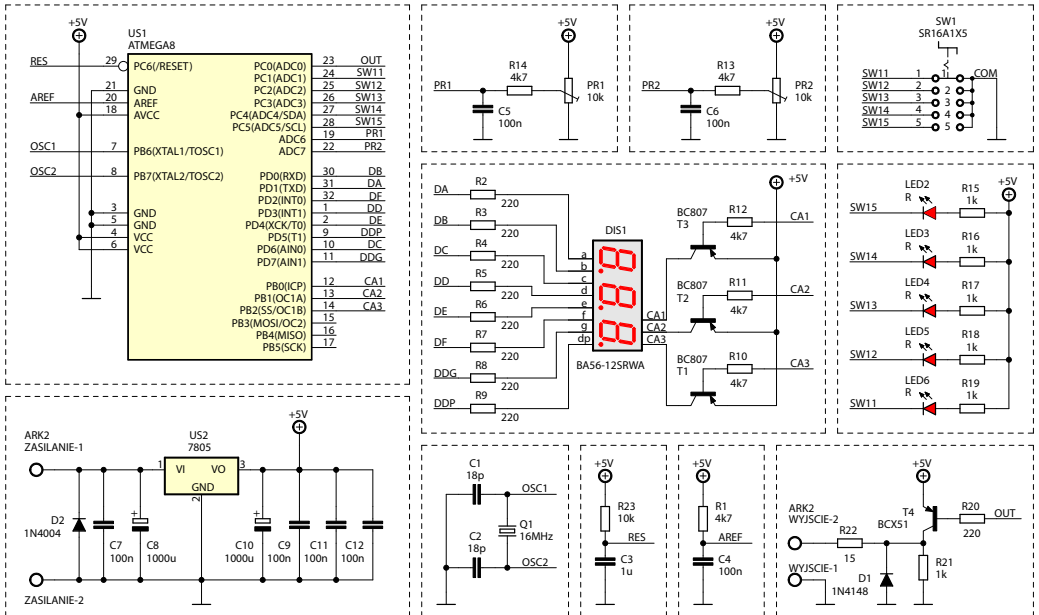 +5V
US1
ATMEGA8
RES 29 PC6(/RESET) PC0(ADC0) 23 OUT
PC1(ADC1) 24 SW11
21 GND PC2(ADC2) 25 SW12
AREF 20 AREF PC3(ADC3) 26 SW13
18 AVCC PC4(ADC4/SDA) 27 SW14
PC5(ADC5/SCL) 28 SW15
ADC6 19 PR1
OSC1 7 PB6(XTAL1/TOSC1) ADC7 22 PR2
OSC2 8 PB7(XTAL2/TOSC2) PD0(RXD) 30 DB
PD1(TXD) 31 DA
PD2(INT0) 32 DF
3 GND PD3(INT1) 1 DD
5 GND PD4(XCK/T0) 2 DE
4 VCC PD5(T1) 9 DDP
6 VCC PD6(AIN0) 10 DC
PD7(AIN1) 11 DDG
PB0(ICP) 12 CA1
PB1(OC1A) 13 CA2
PB2(SS/OC1B) 14 CA3
PB3(MOSI/OC2) 15
PB4(MISO) 16
PB5(SCK) 17
+5V
R14
4k7
PR1
PR1
10k
C5
100n
+5V
R13
4k7
PR2
PR2
10k
C6
100n
SW1
SR16A1X5
COM
SW11 1 1
SW12 2 2
SW13 3 3
SW14 4 4
SW15 5 5
DA R2 220
DB R3 220
DC R4 220
DD R5 220
DE R6 220
DF R7 220
DDG R8 220
DDP R9 220
DIS1
a
b
c
d
e
f
g
dp
8.
8.
8.
CA1
CA2
CA3
BA56-12SRWA
+5V
BC807
T3
R12
4k7
CA1
T2
R11
4k7
CA2
BC807
T1
R10
4k7
CA3
+5V
LED2
R
R15
1k
SW15
LED3
R
R16
1k
SW14
LED4
R
R17
1k
SW13
LED5
R
R18
1k
SW12
LED6
R
R19
1k
SW11
ARK2
ZASILANIE-1
US2
7805
+5V
1 VI VO 3
GND
2
D2
1N4004
C7
100n
+
C8
1000u
+
C10
1000u
C9
100n
C11
100n
C12
100n
ZASILANIE-2
C1
18p
OSC1
Q1
16MHz
C2
18p
OSC2
+5V
R23
10k
RES
C3
1u
+5V
R1
4k7
AREF
C4
100n
+5V
T4
BCX51
R20
220
OUT
ARK2
WYJSCIE-2
R22
15
WYJSCIE-1
D1
1N4148
R21
1k